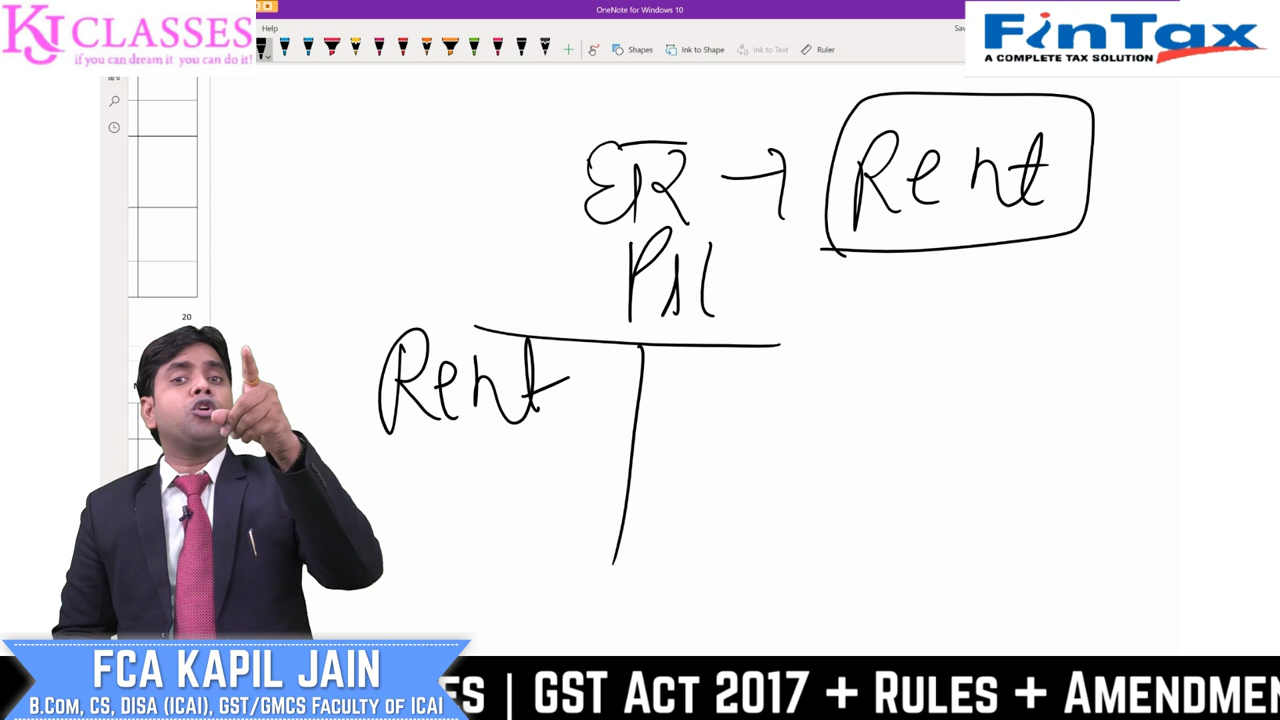 OneNote for Windows 10
KJ CLASSES
if you can dream it you can do it!
Help
Shapes
Ink to Shape
Ink to Text
Ruler
Sav
FinTax
A COMPLETE TAX SOLUTION
ER → Rent
P&L
Rent
20
FCA KAPIL JAIN
B.COM, CS, DISA (ICAI), GST/GMCS FACULTY OF ICAI
ES | GST ACT 2017 + RULES + AMENDMEN